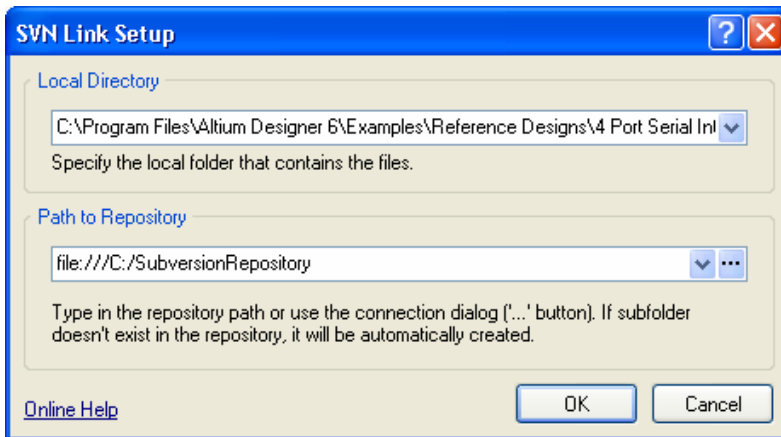 SVN Link Setup
Local Directory
C:\Program Files\Altium Designer 6\Examples\Reference Designs\4 Port Serial
Specify the local folder that contains the files.
Path to Repository
file:///C:/SubversionRepository
...
Type in the repository path or use the connection dialog ('...' button). If subfolder
doesn't exist in the repository, it will be automatically created.
Online Help
OK
Cancel